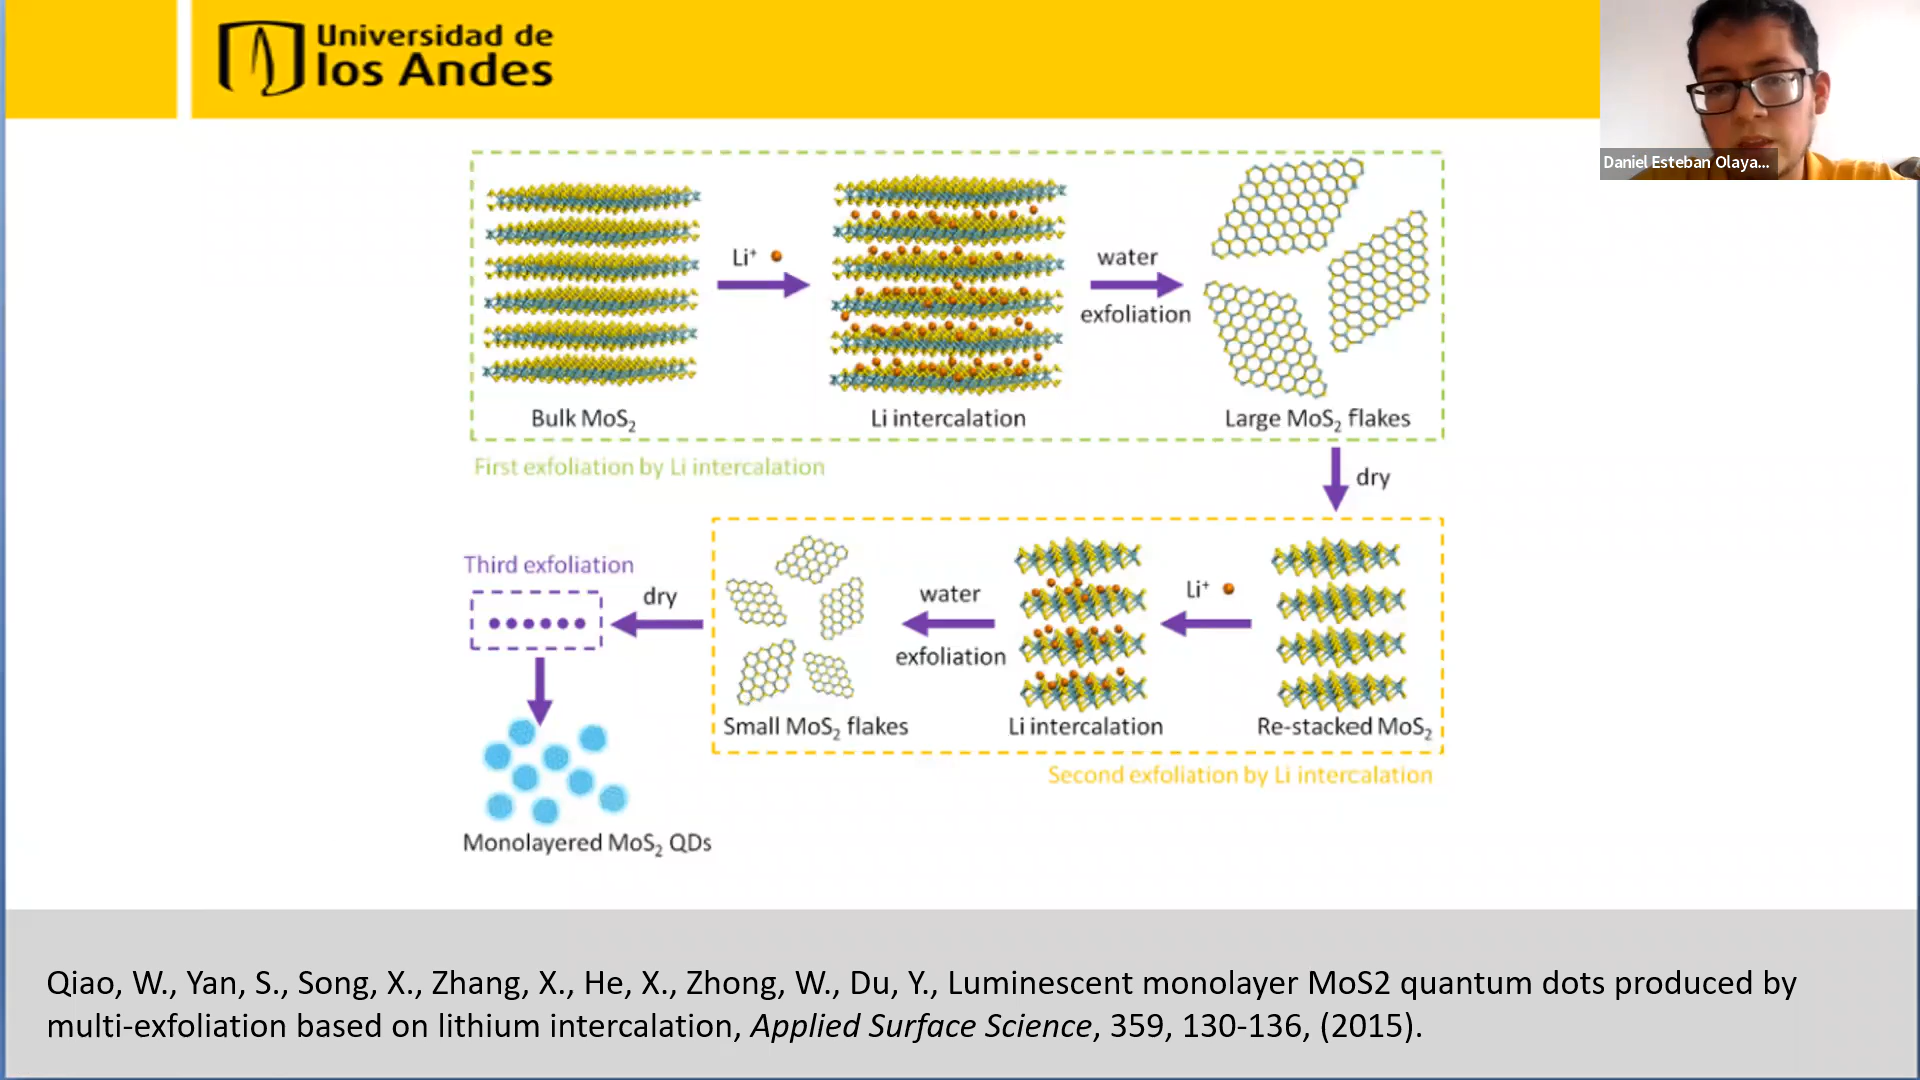 Universidad de
los Andes
Daniel Esteban Olaya...
Li⁺
water
exfoliation
Bulk MoS₂
Li intercalation
Large MoS₂ flakes
First exfoliation by Li intercalation
dry
Third exfoliation
dry
water
exfoliation
Li⁺
Small MoS₂ flakes
Li intercalation
Re-stacked MoS₂
Second exfoliation by Li intercalation
Monolayered MoS₂ QDs
Qiao, W., Yan, S., Song, X., Zhang, X., He, X., Zhong, W., Du, Y., Luminescent monolayer MoS2 quantum dots produced by
multi-exfoliation based on lithium intercalation, Applied Surface Science, 359, 130-136, (2015).